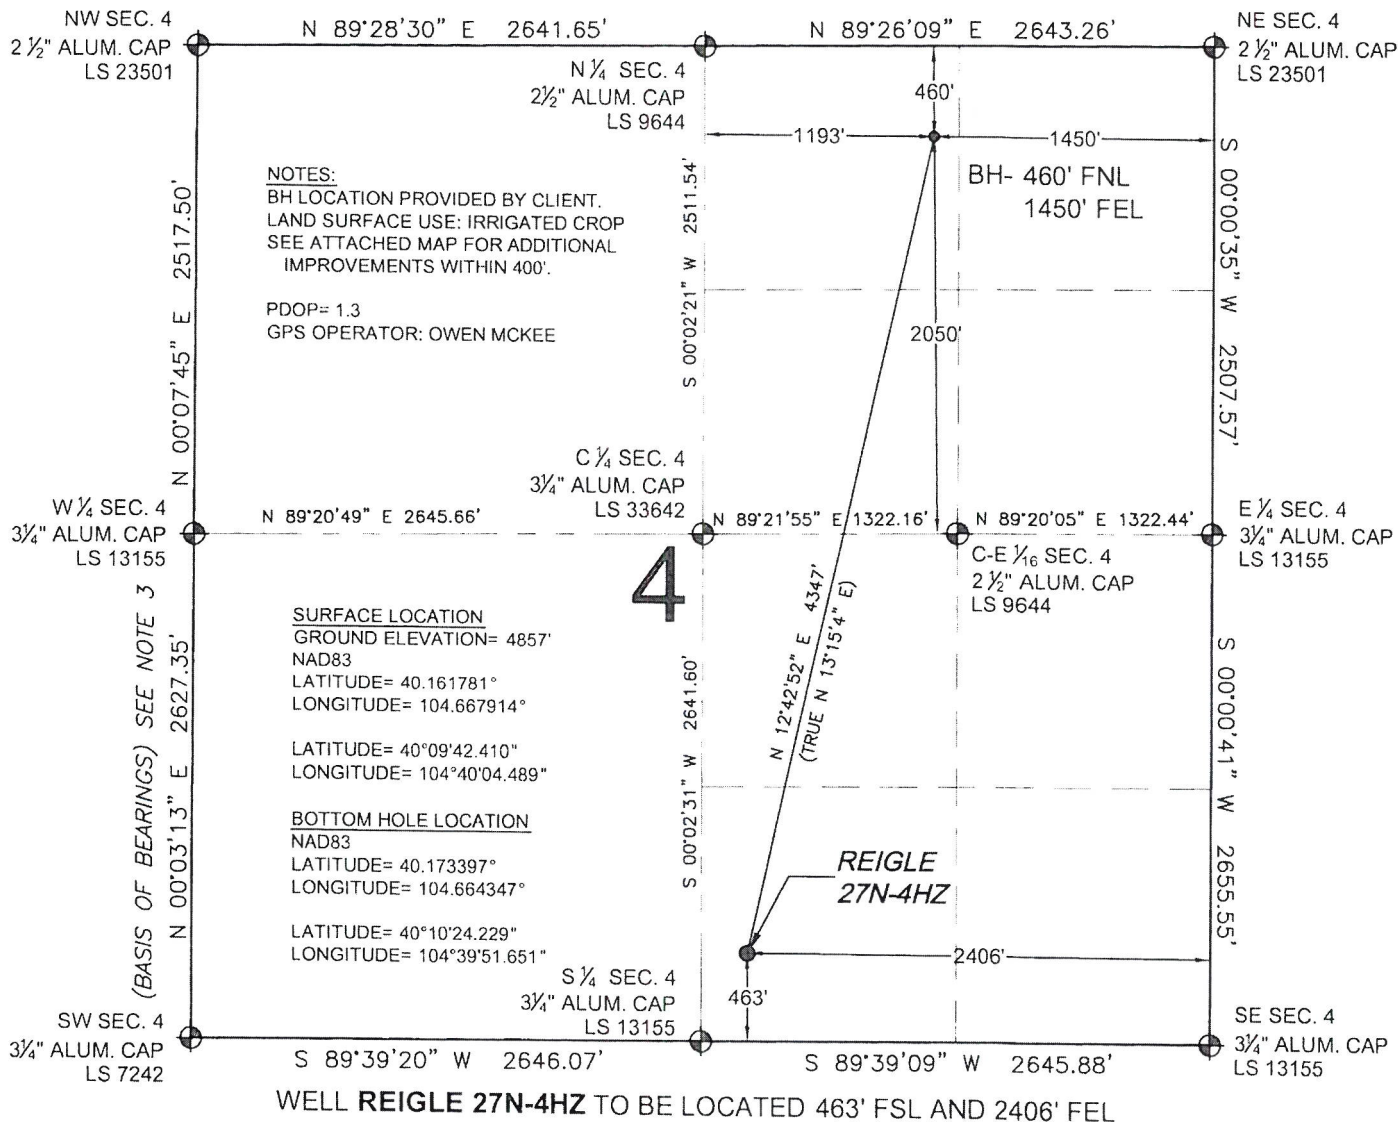 NW SEC. 4
2 ½" ALUM. CAP
LS 23501
N 89°28'30" E 2641.65'
N 89°26'09" E 2643.26'
NE SEC. 4
2 ½" ALUM. CAP
LS 23501
N ¼ SEC. 4
2½" ALUM. CAP
LS 9644
460'
1193'
1450'
BH- 460' FNL
1450' FEL
NOTES:
BH LOCATION PROVIDED BY CLIENT.
LAND SURFACE USE: IRRIGATED CROP
SEE ATTACHED MAP FOR ADDITIONAL
IMPROVEMENTS WITHIN 400'.
PDOP= 1.3
GPS OPERATOR: OWEN MCKEE
N 00°07'45" E 2517.50'
S 00°02'21" W 2511.54'
S 00°00'35" W 2507.57'
2050'
C ¼ SEC. 4
3¼" ALUM. CAP
LS 33642
W ¼ SEC. 4
3¼" ALUM. CAP
LS 13155
N 89°20'49" E 2645.66'
N 89°21'55" E 1322.16'
N 89°20'05" E 1322.44'
E ¼ SEC. 4
3¼" ALUM. CAP
LS 13155
C-E 1⁄16 SEC. 4
2 ½" ALUM. CAP
LS 9644
4
SURFACE LOCATION
GROUND ELEVATION= 4857'
NAD83
LATITUDE= 40.161781°
LONGITUDE= 104.667914°
LATITUDE= 40°09'42.410"
LONGITUDE= 104°40'04.489"
BOTTOM HOLE LOCATION
NAD83
LATITUDE= 40.173397°
LONGITUDE= 104.664347°
LATITUDE= 40°10'24.229"
LONGITUDE= 104°39'51.651"
(BASIS OF BEARINGS) SEE NOTE 3
N 00°03'13" E 2627.35'
S 00°02'31" W 2641.60'
N 12°42'52" E 4347'
(TRUE N 13°15'4" E)
S 00°00'41" W 2655.55'
REIGLE
27N-4HZ
2406'
463'
S ¼ SEC. 4
3¼" ALUM. CAP
LS 13155
SW SEC. 4
3¼" ALUM. CAP
LS 7242
S 89°39'20" W 2646.07'
S 89°39'09" W 2645.88'
SE SEC. 4
3¼" ALUM. CAP
LS 13155
WELL REIGLE 27N-4HZ TO BE LOCATED 463' FSL AND 2406' FEL